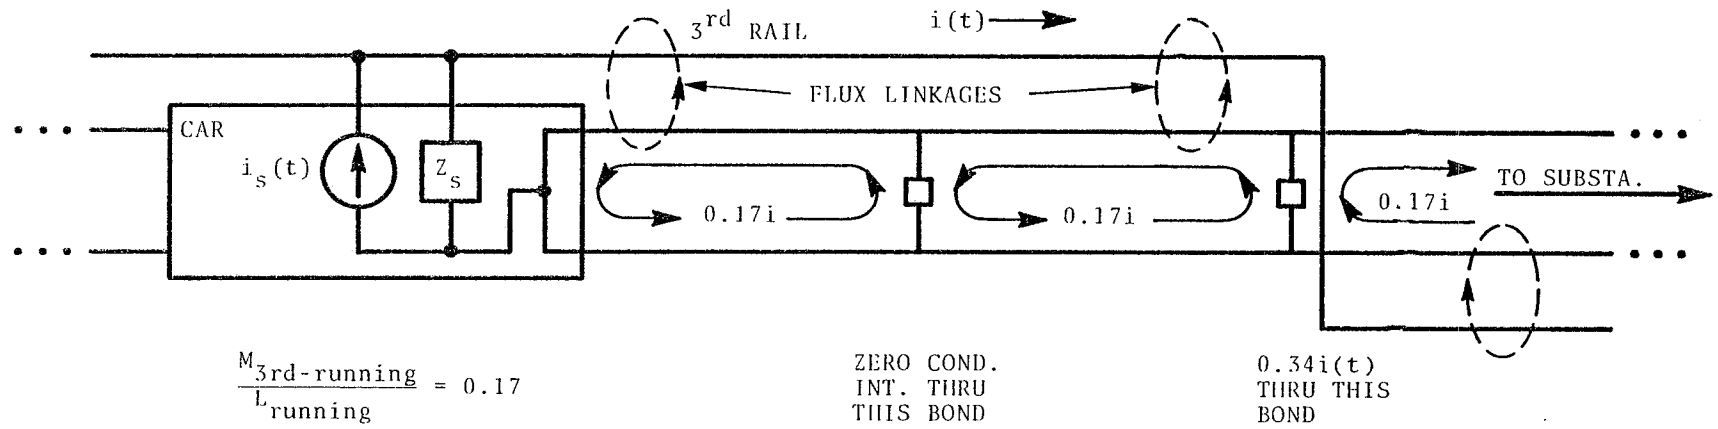 3rd RAIL
i(t)
FLUX LINKAGES
CAR
i_s(t)
Z_s
0.17i
0.17i
0.17i
TO SUBSTA.
M_3rd-running
L_running
= 0.17
ZERO COND.
INT. THRU
THIS BOND
0.34i(t)
THRU THIS
BOND